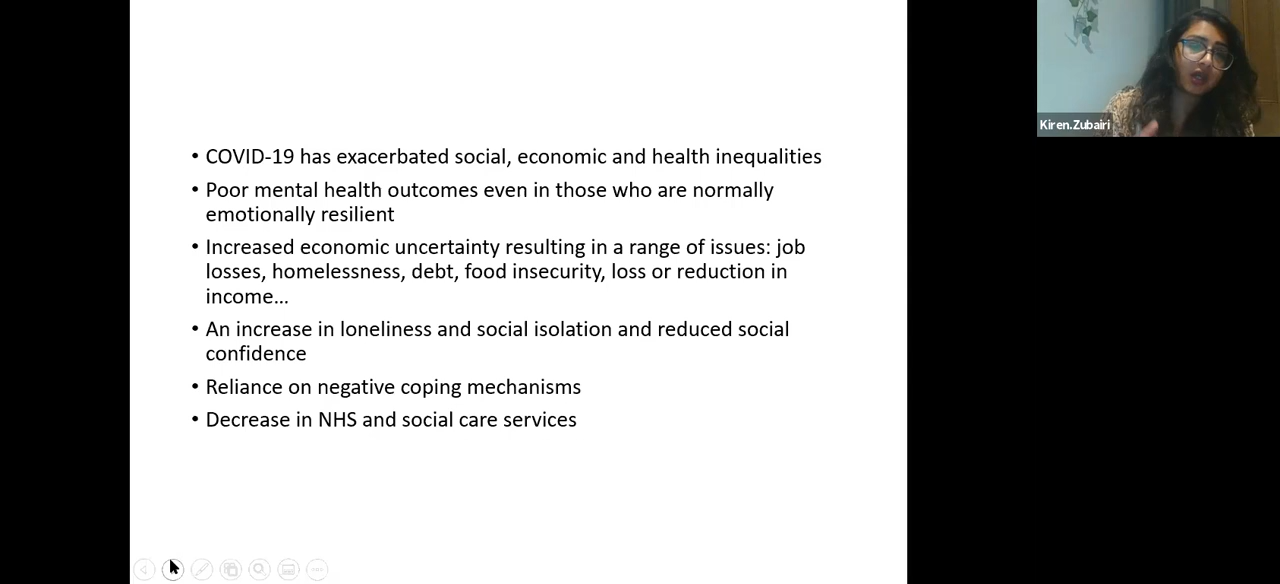 • COVID-19 has exacerbated social, economic and health inequalities
• Poor mental health outcomes even in those who are normally
emotionally resilient
• Increased economic uncertainty resulting in a range of issues: job
losses, homelessness, debt, food insecurity, loss or reduction in
income...
• An increase in loneliness and social isolation and reduced social
confidence
• Reliance on negative coping mechanisms
• Decrease in NHS and social care services
Kiren.Zubairi